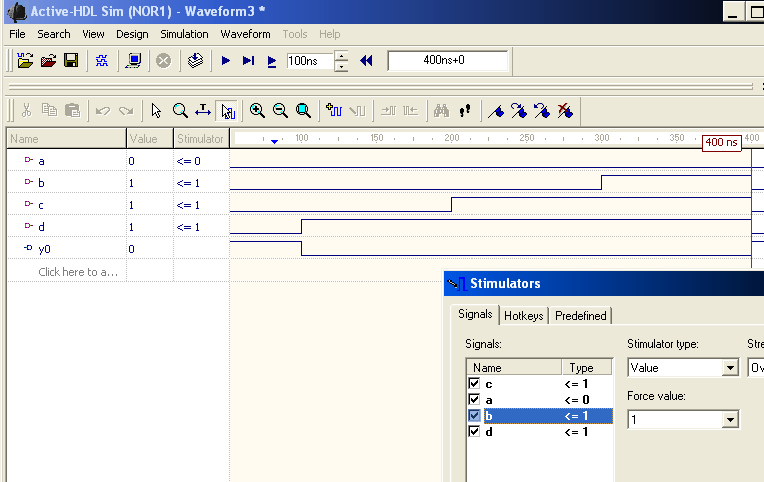 Active-HDL Sim (NOR1) - Waveform3 *
File Search View Design Simulation Waveform Tools Help
100ns 400ns+0
Name Value Stimulator 100 150 200 250 300 350 400
400 ns
a 0 <= 0
b 1 <= 1
c 1 <= 1
d 1 <= 1
y0 0
Click here to a...
Stimulators
Signals Hotkeys Predefined
Signals: Stimulator type: Stre
Name Type Value Ov
c <= 1
a <= 0 Force value:
b <= 1 1
d <= 1